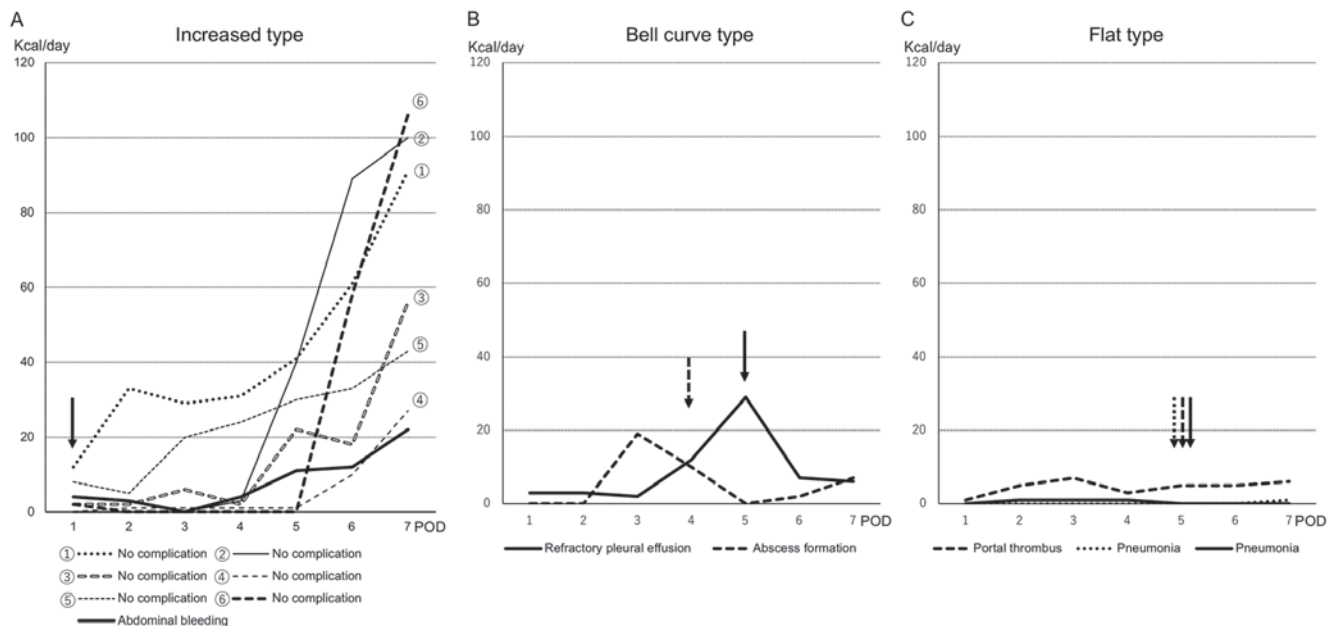 A
Increased type
Kcal/day
120
100
80
60
40
20
0
⑥
②
①
③
⑤
④
1 2 3 4 5 6 7 POD
① No complication ② No complication
③ No complication ④ No complication
⑤ No complication ⑥ No complication
Abdominal bleeding
B
Bell curve type
Kcal/day
120
100
80
60
40
20
0
1 2 3 4 5 6 7 POD
Refractory pleural effusion Abscess formation
C
Flat type
Kcal/day
120
100
80
60
40
20
0
1 2 3 4 5 6 7 POD
Portal thrombus Pneumonia Pneumonia